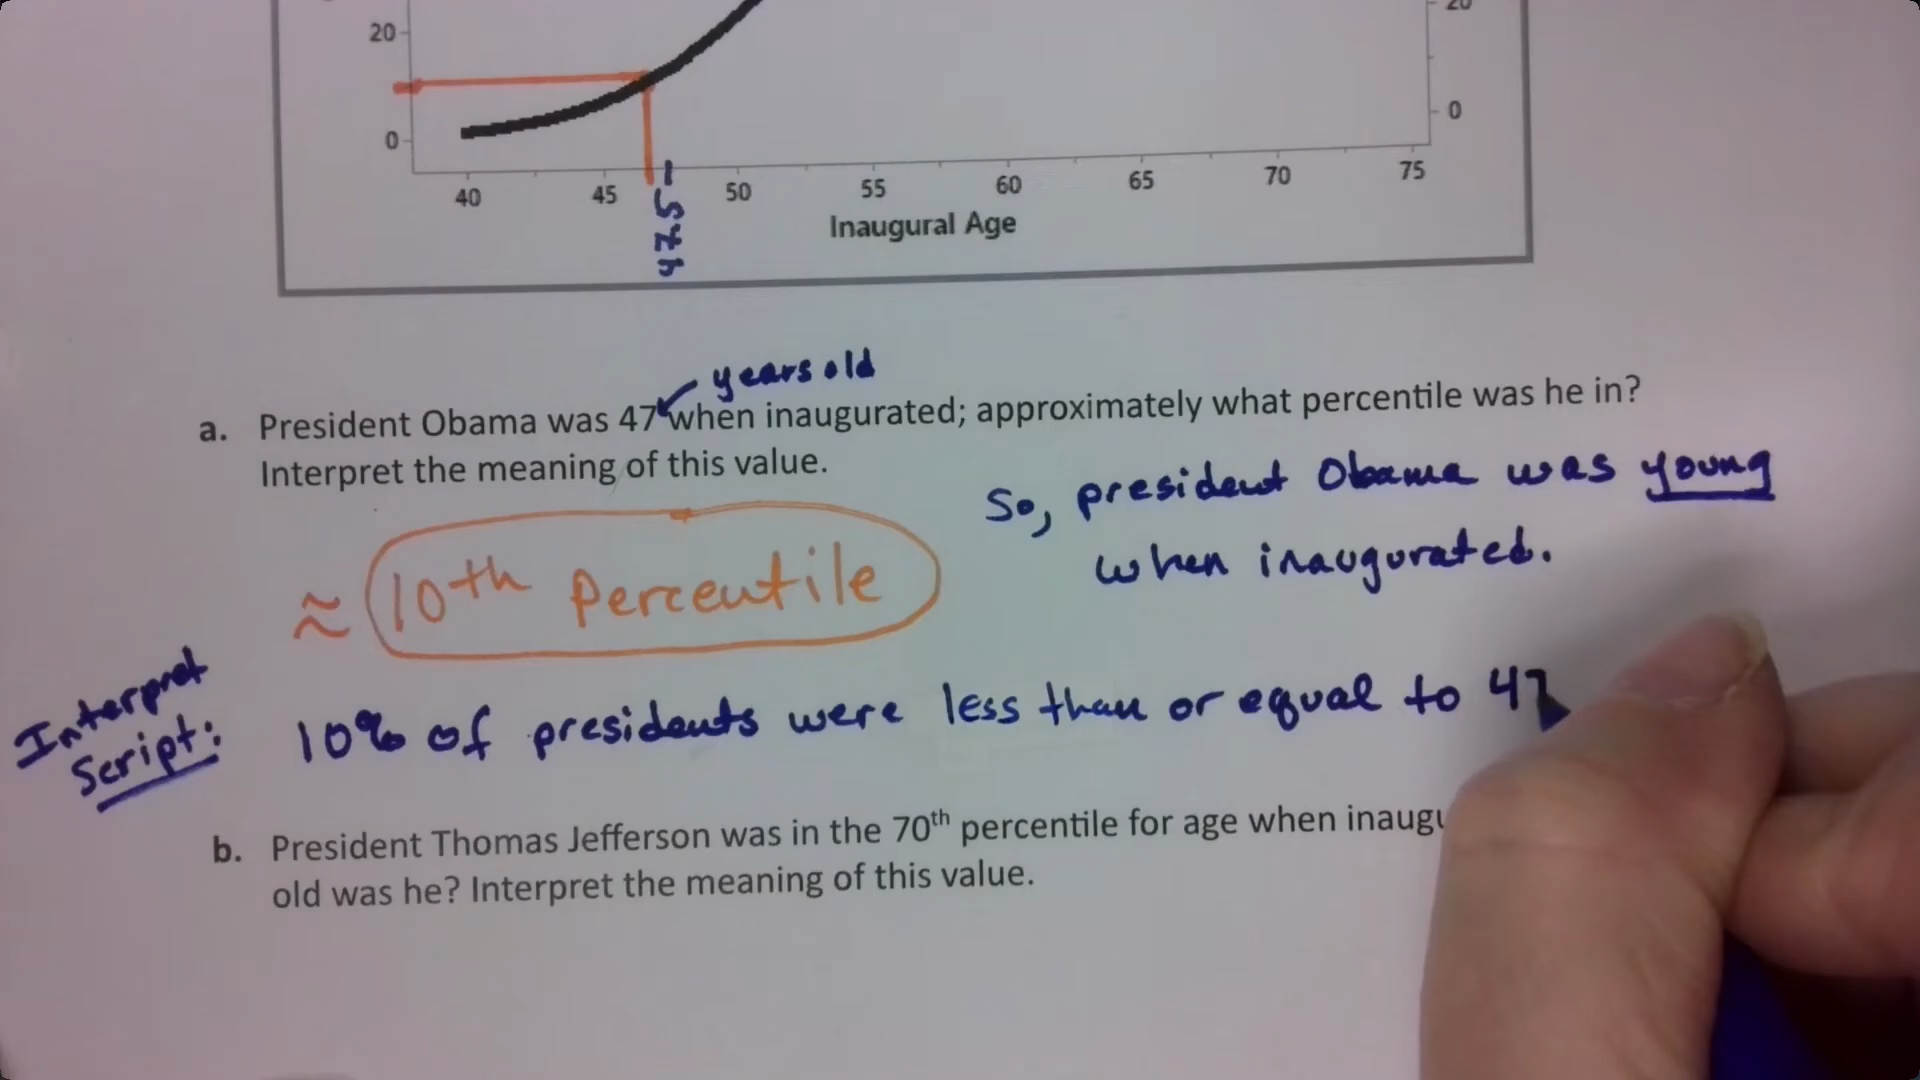 20
20
0
0
40 45 50 55 60 65 70 75
47 yrs
Inaugural Age
years old
a. President Obama was 47 when inaugurated; approximately what percentile was he in?
Interpret the meaning of this value.
So, president Obama was young
when inaugurated.
≈ 10th Percentile
Interpret
Script:
10% of presidents were less than or equal to 47
b. President Thomas Jefferson was in the 70th percentile for age when
old was he? Interpret the meaning of this value.